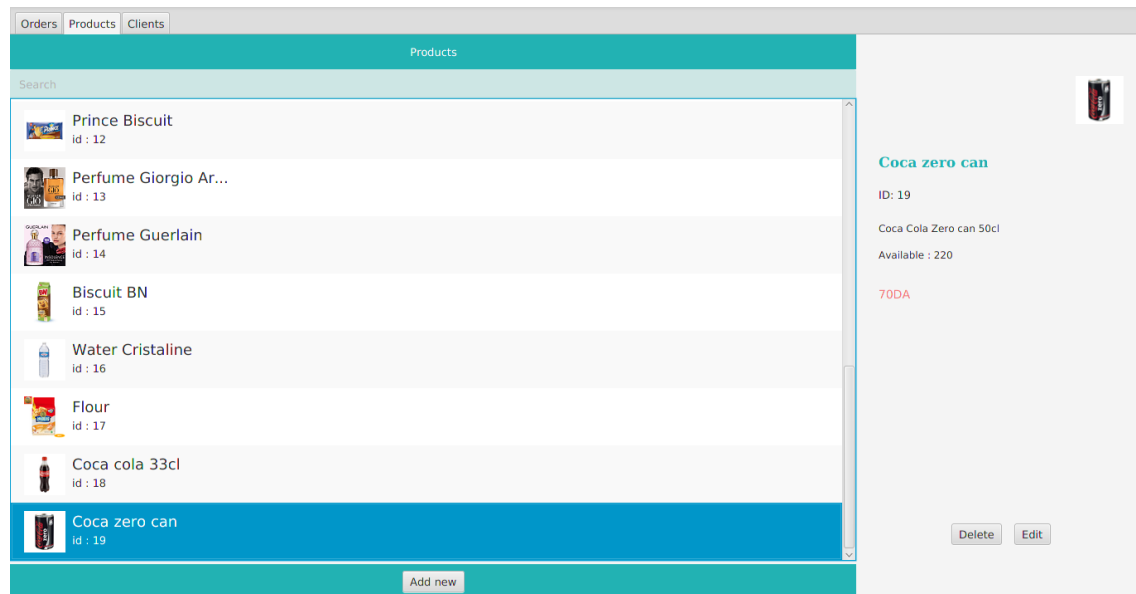 Orders Products Clients
Products
Search
Prince Biscuit
id : 12
Perfume Giorgio Ar...
id : 13
Perfume Guerlain
id : 14
Biscuit BN
id : 15
Water Cristaline
id : 16
Flour
id : 17
Coca cola 33cl
id : 18
Coca zero can
id : 19
Add new
Coca zero can
ID: 19
Coca Cola Zero can 50cl
Available : 220
70DA
Delete Edit